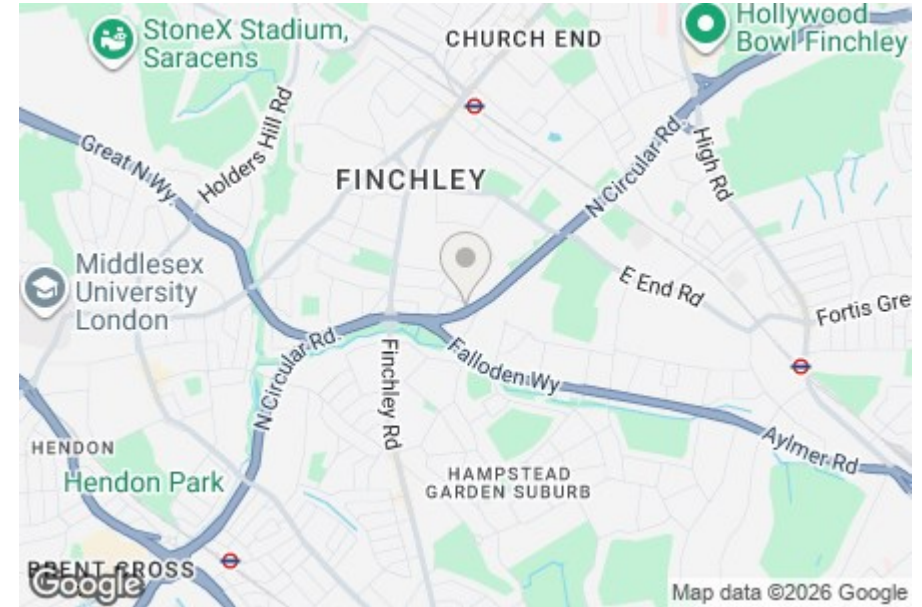 StoneX Stadium,
Saracens
CHURCH END
Hollywood
Bowl Finchley
Great N Wy.
Holders Hill Rd
FINCHLEY
N Circular Rd
High Rd
Middlesex
University
London
E End Rd
Fortis Gre
N Circular Rd.
Finchley Rd
Falloden Wy
Aylmer Rd
HENDON
Hendon Park
HAMPSTEAD
GARDEN SUBURB
BRENT CROSS
Google
Map data ©2026 Google